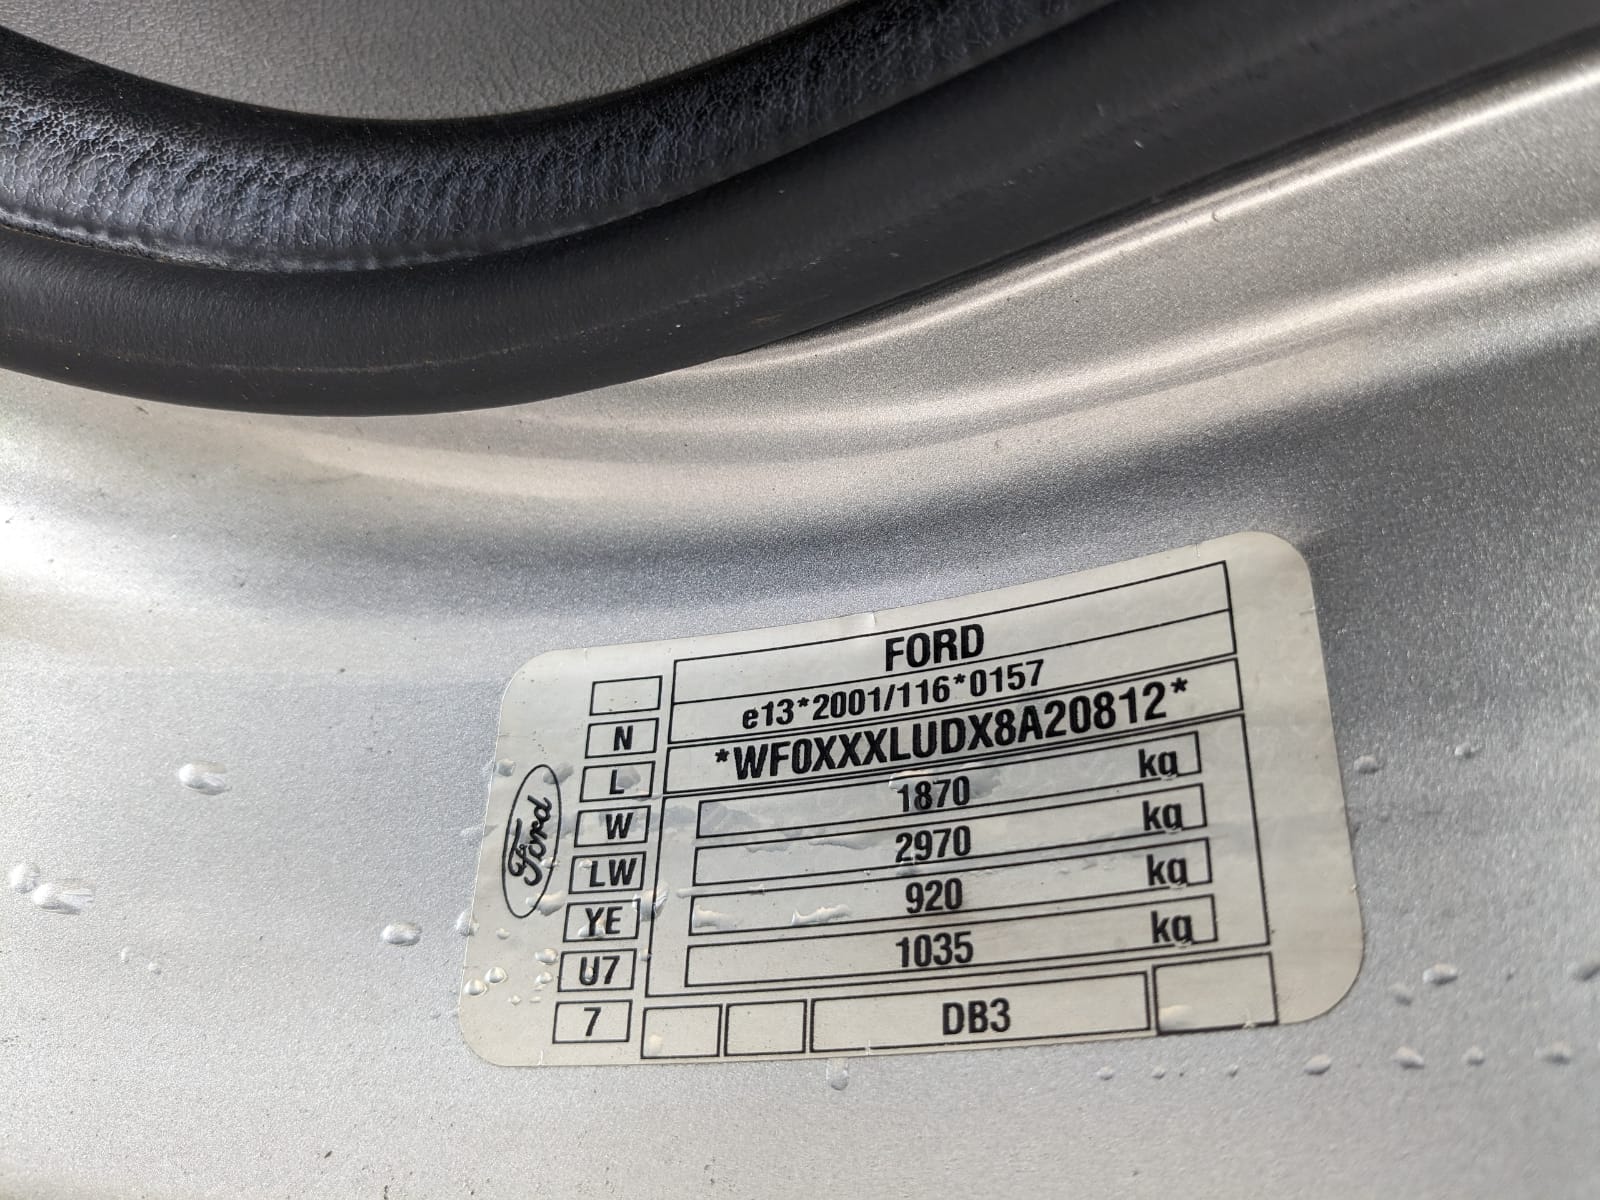 FORD
e13*2001/116*0157
*WF0XXXLUDX8A20812*
1870 kg
2970 kg
920 kg
1035 kg
N
L
W
LW
YE
U7
7
DB3
Ford